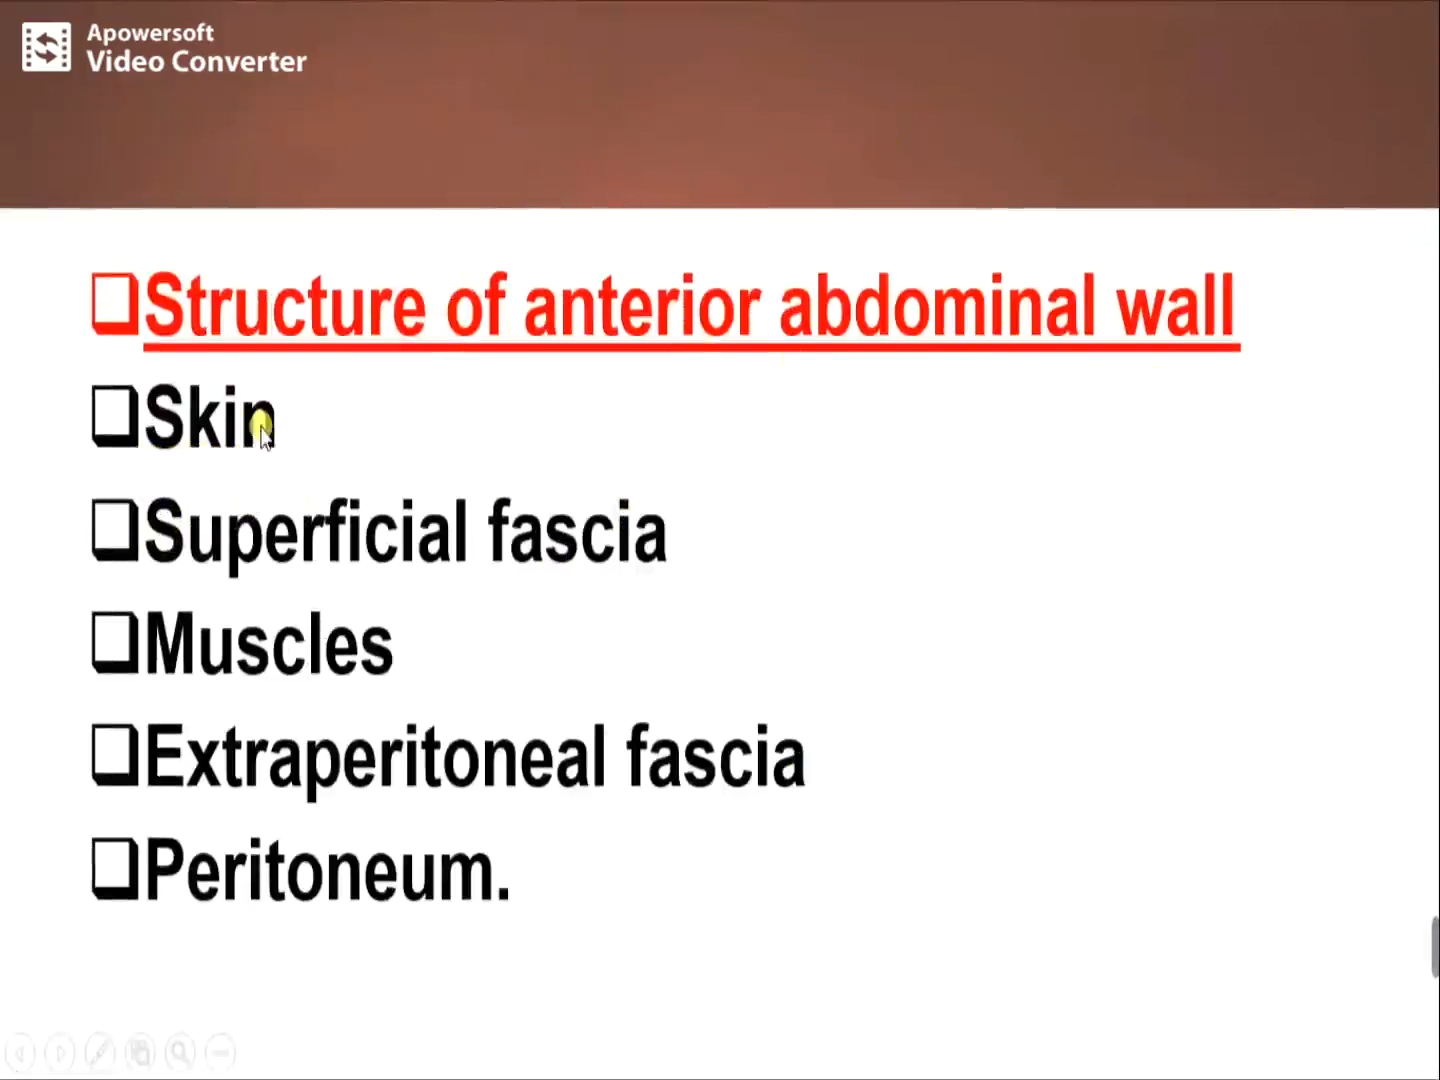 Apowersoft
Video Converter
Structure of anterior abdominal wall
Skin
Superficial fascia
Muscles
Extraperitoneal fascia
Peritoneum.